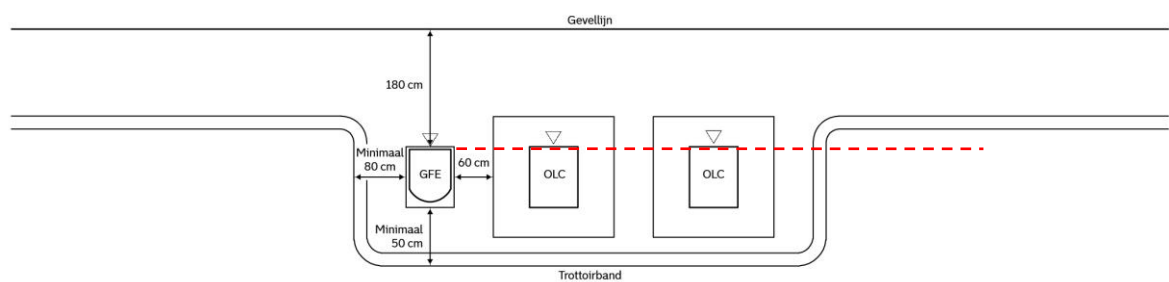 Gevellijn
180 cm
Minimaal
80 cm
GFE
60 cm
OLC
OLC
Minimaal
50 cm
Trottoirband